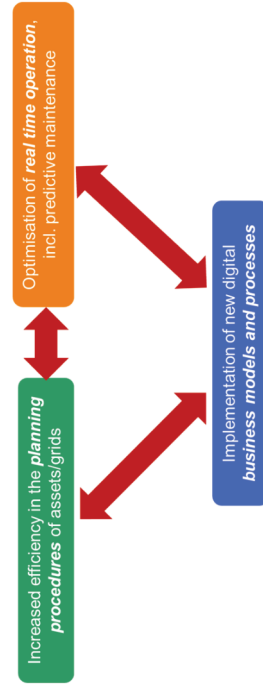 Increased efficiency in the planning
procedures of assets/grids
Optimisation of real time operation,
incl. predictive maintenance
Implementation of new digital
business models and processes